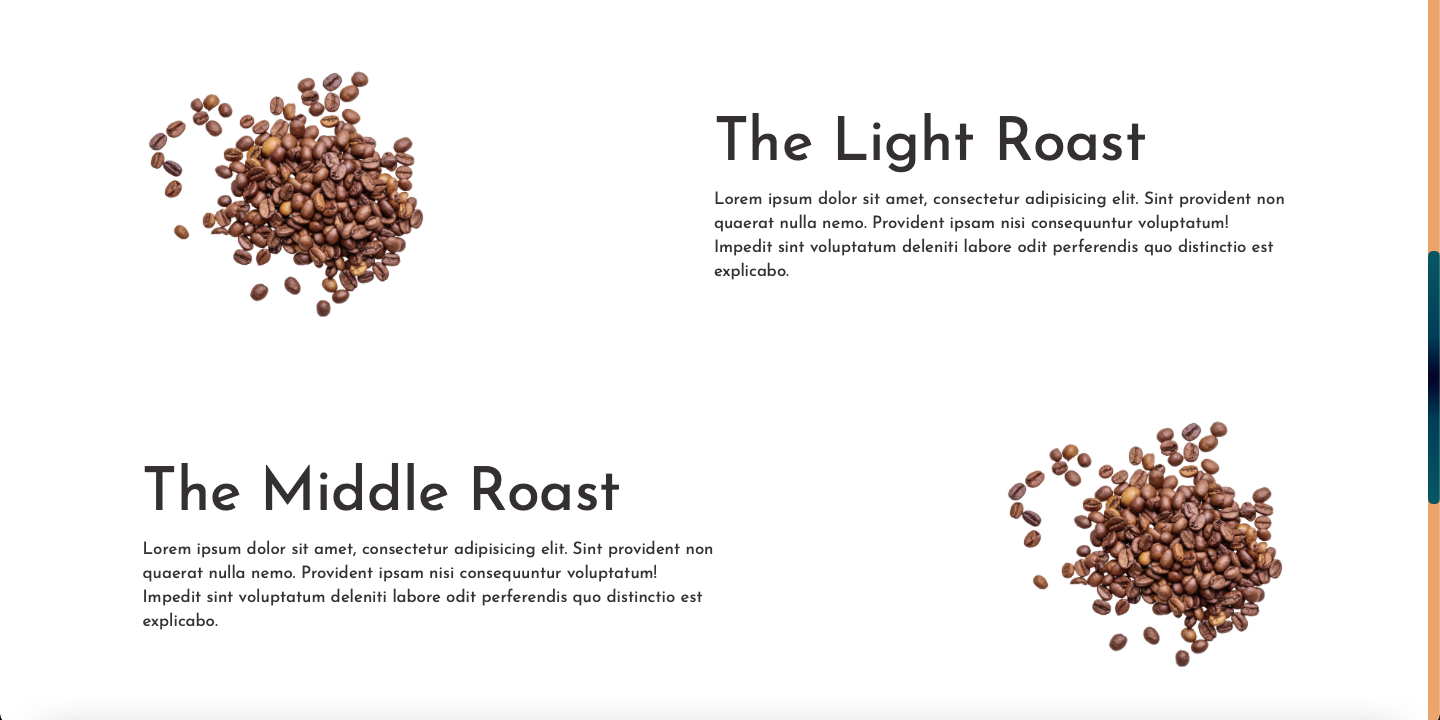 The Light Roast
Lorem ipsum dolor sit amet, consectetur adipisicing elit. Sint provident non
quaerat nulla nemo. Provident ipsam nisi consequuntur voluptatum!
Impedit sint voluptatum deleniti labore odit perferendis quo distinctio est
explicabo.
The Middle Roast
Lorem ipsum dolor sit amet, consectetur adipisicing elit. Sint provident non
quaerat nulla nemo. Provident ipsam nisi consequuntur voluptatum!
Impedit sint voluptatum deleniti labore odit perferendis quo distinctio est
explicabo.